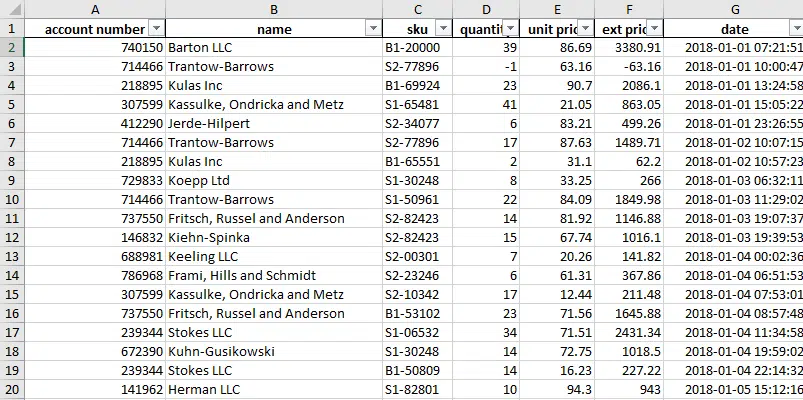 A B C D E F G
1 account number name sku quantity unit pric ext pric date
2 740150 Barton LLC B1-20000 39 86.69 3380.91 2018-01-01 07:21:51
3 714466 Trantow-Barrows S2-77896 -1 63.16 -63.16 2018-01-01 10:00:47
4 218895 Kulas Inc B1-69924 23 90.7 2086.1 2018-01-01 13:24:58
5 307599 Kassulke, Ondricka and Metz S1-65481 41 21.05 863.05 2018-01-01 15:05:22
6 412290 Jerde-Hilpert S2-34077 6 83.21 499.26 2018-01-01 23:26:55
7 714466 Trantow-Barrows S2-77896 17 87.63 1489.71 2018-01-02 10:07:15
8 218895 Kulas Inc B1-65551 2 31.1 62.2 2018-01-02 10:57:23
9 729833 Koepp Ltd S1-30248 8 33.25 266 2018-01-03 06:32:11
10 714466 Trantow-Barrows S1-50961 22 84.09 1849.98 2018-01-03 11:29:02
11 737550 Fritsch, Russel and Anderson S2-82423 14 81.92 1146.88 2018-01-03 19:07:37
12 146832 Kiehn-Spinka S2-82423 15 67.74 1016.1 2018-01-03 19:39:53
13 688981 Keeling LLC S2-00301 7 20.26 141.82 2018-01-04 00:02:36
14 786968 Frami, Hills and Schmidt S2-23246 6 61.31 367.86 2018-01-04 06:51:53
15 307599 Kassulke, Ondricka and Metz S2-10342 17 12.44 211.48 2018-01-04 07:53:01
16 737550 Fritsch, Russel and Anderson B1-53102 23 71.56 1645.88 2018-01-04 08:57:48
17 239344 Stokes LLC S1-06532 34 71.51 2431.34 2018-01-04 11:34:58
18 672390 Kuhn-Gusikowski S1-30248 14 72.75 1018.5 2018-01-04 19:59:02
19 239344 Stokes LLC B1-50809 14 16.23 227.22 2018-01-04 22:14:32
20 141962 Herman LLC S1-82801 10 94.3 943 2018-01-05 15:12:16